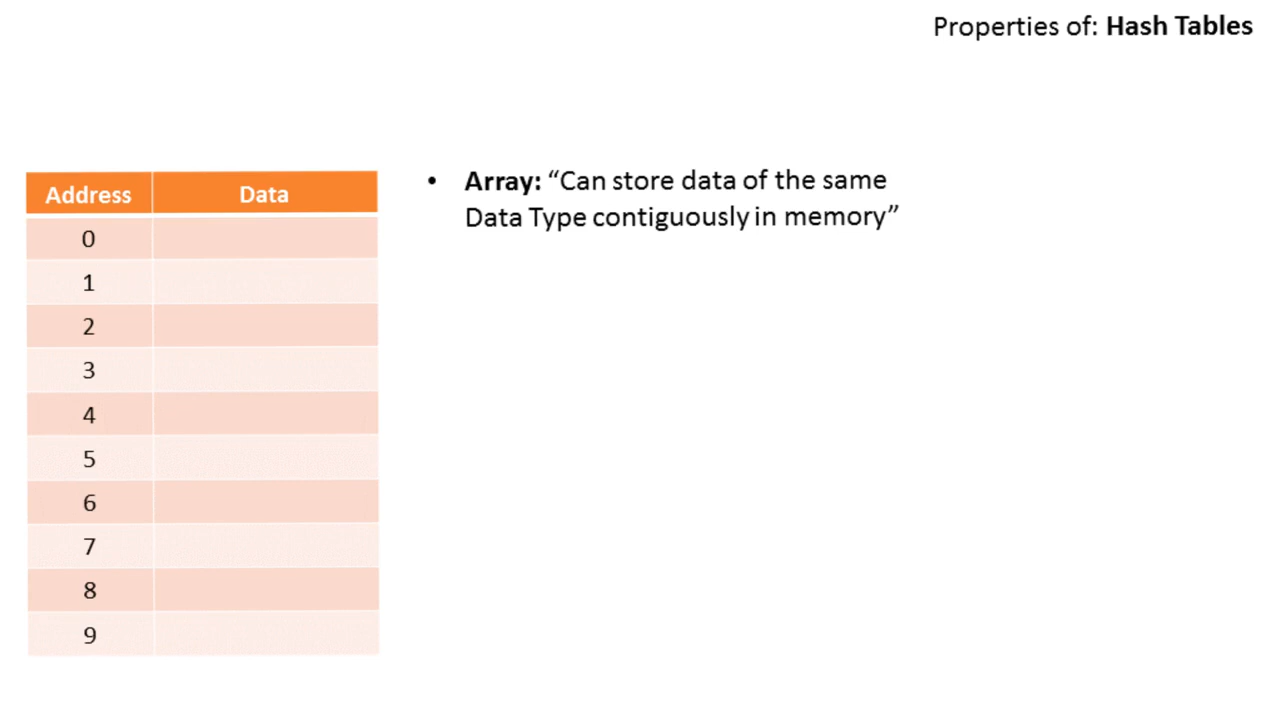 Properties of: Hash Tables
Address Data
• Array: “Can store data of the same
Data Type contiguously in memory”
0
1
2
3
4
5
6
7
8
9